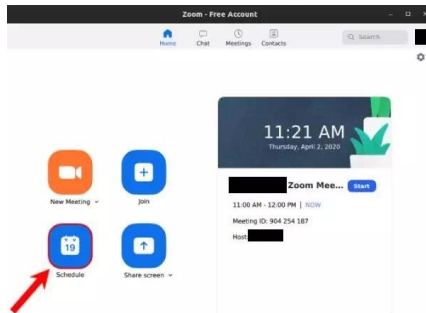 Zoom - Free Account
Home Chat Meetings Contacts
Search
11:21 AM
Thursday, April 2, 2020
New Meeting
Join
Zoom Mee... Start
11:00 AM - 12:00 PM | NOW
Meeting ID: 904 254 187
Host:
19
Schedule
Share screen